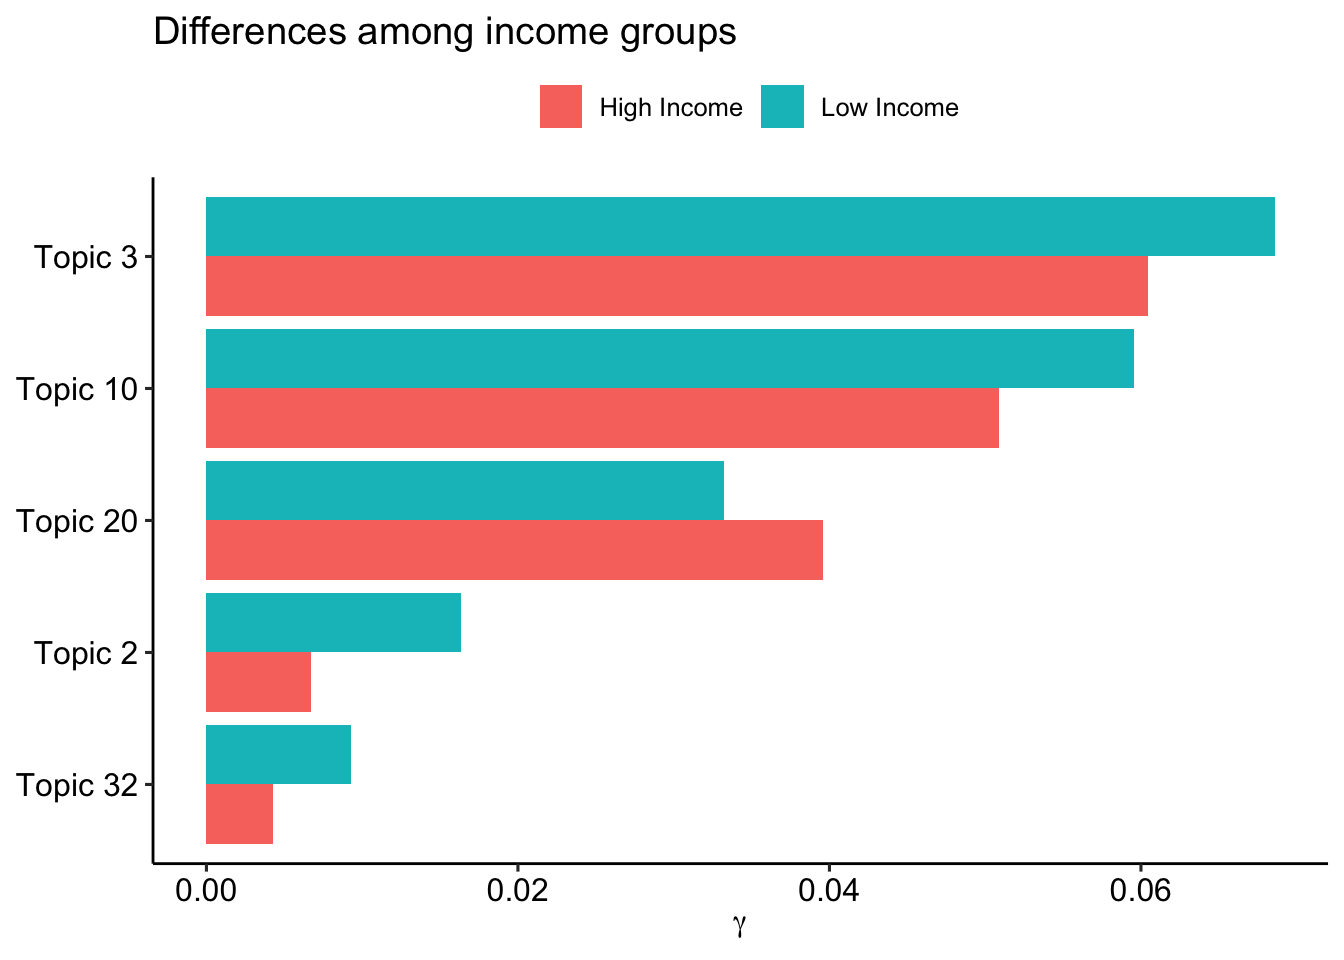 Differences among income groups
High Income Low Income
Topic 3
Topic 10
Topic 20
Topic 2
Topic 32
0.00 0.02 0.04 0.06
γ